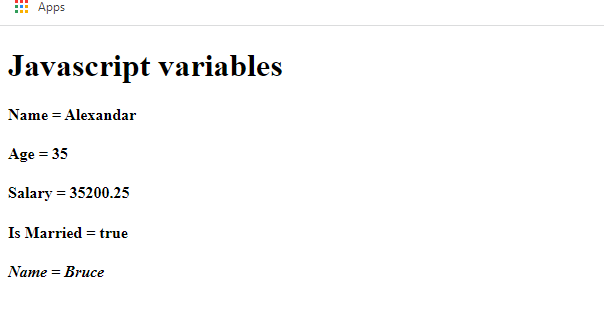 Apps
Javascript variables
Name = Alexandar
Age = 35
Salary = 35200.25
Is Married = true
Name = Bruce